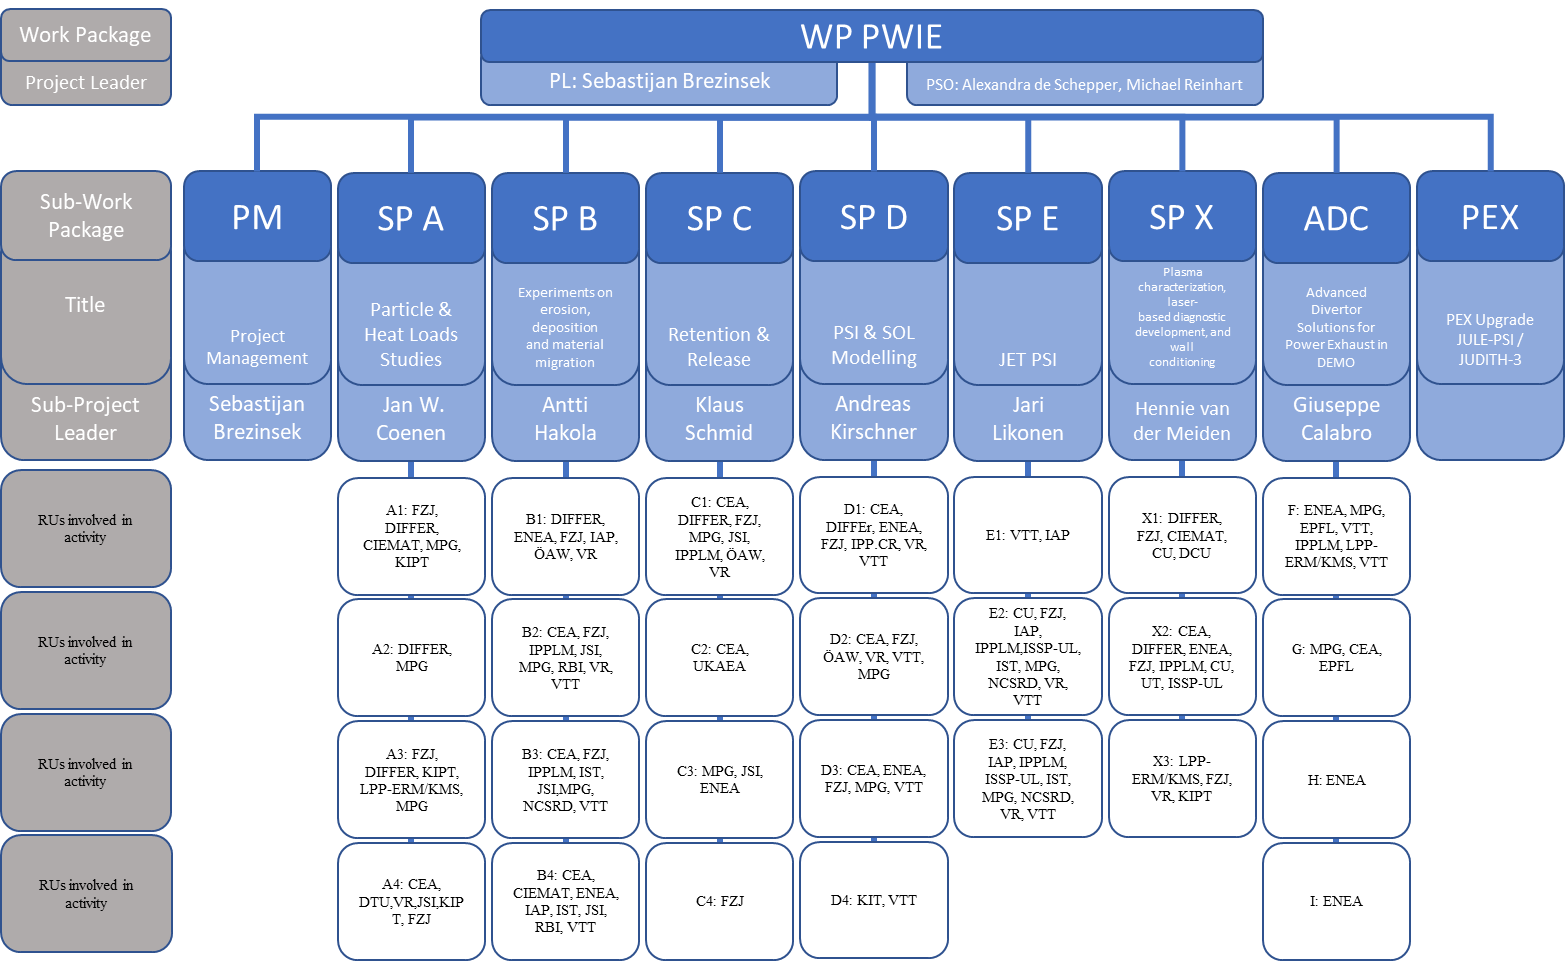 Work Package
Project Leader
WP PWIE
PL: Sebastijan Brezinsek
PSO: Alexandra de Schepper, Michael Reinhart
Sub-Work
Package
Title
Sub-Project
Leader
PM
Project
Management
Sebastijan
Brezinsek
SP A
Particle &
Heat Loads
Studies
Jan W.
Coenen
SP B
Experiments on
erosion,
deposition
and material
migration
Antti
Hakola
SP C
Retention &
Release
Klaus
Schmid
SP D
PSI & SOL
Modelling
Andreas
Kirschner
SP E
JET PSI
Jari
Likonen
SP X
Plasma
characterization,
laser-
based diagnostic
development, and
wall
conditioning
Hennie van
der Meiden
ADC
Advanced
Divertor
Solutions for
Power Exhaust in
DEMO
Giuseppe
Calabro
PEX
PEX Upgrade
JULE-PSI /
JUDITH-3
RUs involved in
activity
A1: FZJ,
DIFFER,
CIEMAT, MPG,
KIPT
B1: DIFFER,
ENEA, FZJ, IAP,
ÖAW, VR
C1: CEA,
DIFFER, FZJ,
MPG, JSI,
IPPLM, ÖAW,
VR
D1: CEA,
DIFFEr, ENEA,
FZJ, IPP.CR, VR,
VTT
E1: VTT, IAP
X1: DIFFER,
FZJ, CIEMAT,
CU, DCU
F: ENEA, MPG,
EPFL, VTT,
IPPLM, LPP-
ERM/KMS, VTT
RUs involved in
activity
A2: DIFFER,
MPG
B2: CEA, FZJ,
IPPLM, JSI,
MPG, RBI, VR,
VTT
C2: CEA,
UKAEA
D2: CEA, FZJ,
ÖAW, VR, VTT,
MPG
E2: CU, FZJ,
IAP,
IPPLM,ISSP-UL,
IST, MPG,
NCSRD, VR,
VTT
X2: CEA,
DIFFER, ENEA,
FZJ, IPPLM, CU,
UT, ISSP-UL
G: MPG, CEA,
EPFL
RUs involved in
activity
A3: FZJ,
DIFFER, KIPT,
LPP-ERM/KMS,
MPG
B3: CEA, FZJ,
IPPLM, IST,
JSI,MPG,
NCSRD, VTT
C3: MPG, JSI,
ENEA
D3: CEA, ENEA,
FZJ, MPG, VTT
E3: CU, FZJ,
IAP, IPPLM,
ISSP-UL, IST,
MPG, NCSRD,
VR, VTT
X3: LPP-
ERM/KMS, FZJ,
VR, KIPT
H: ENEA
RUs involved in
activity
A4: CEA,
DTU,VR,JSI,KIP
T, FZJ
B4: CEA,
CIEMAT, ENEA,
IAP, IST, JSI,
RBI, VTT
C4: FZJ
D4: KIT, VTT
I: ENEA